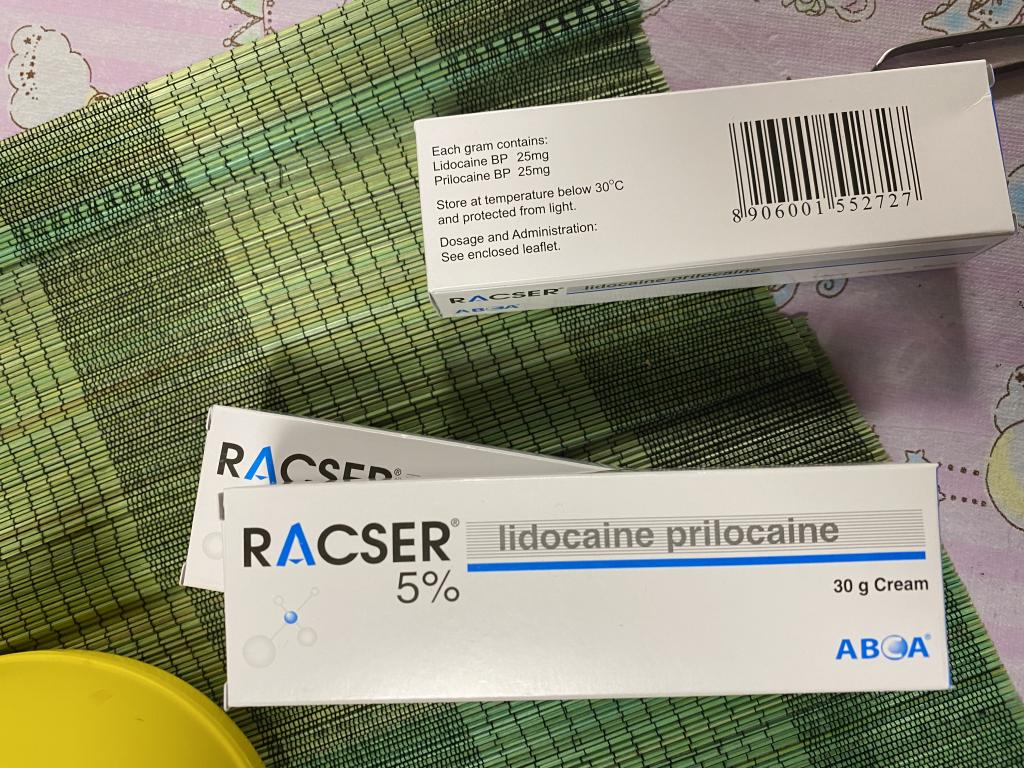 Each gram contains:
Lidocaine BP 25mg
Prilocaine BP 25mg
Store at temperature below 30°C
and protected from light.
Dosage and Administration:
See enclosed leaflet.
8 906001 552727
RACSER® lidocaine prilocaine
ABOA
RACSER®
RACSER® lidocaine prilocaine
5%
30 g Cream
ABOA®